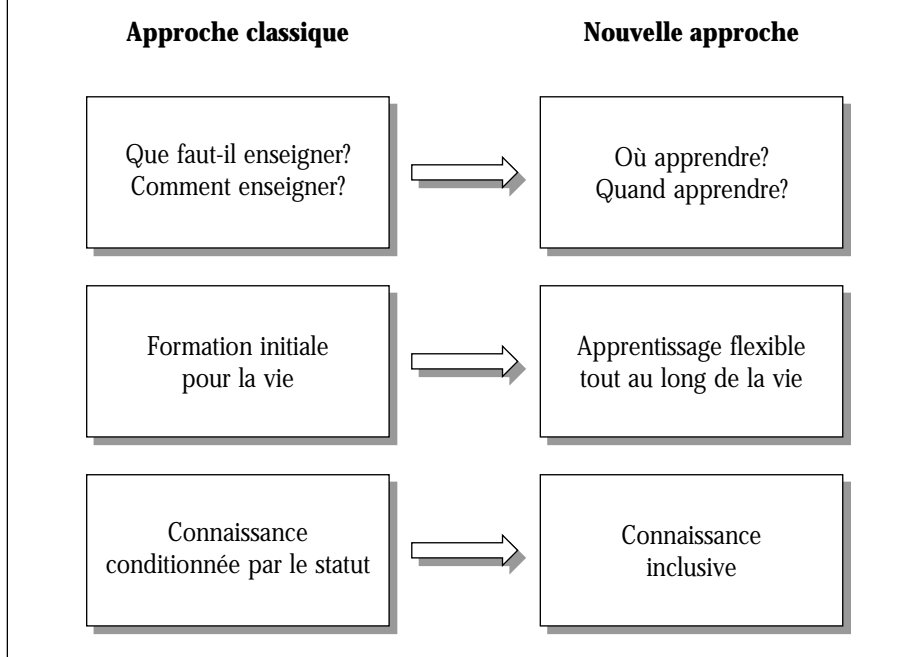 Approche classique
Nouvelle approche
Que faut-il enseigner?
Comment enseigner?
Où apprendre?
Quand apprendre?
Formation initiale
pour la vie
Apprentissage flexible
tout au long de la vie
Connaissance
conditionnée par le statut
Connaissance
inclusive